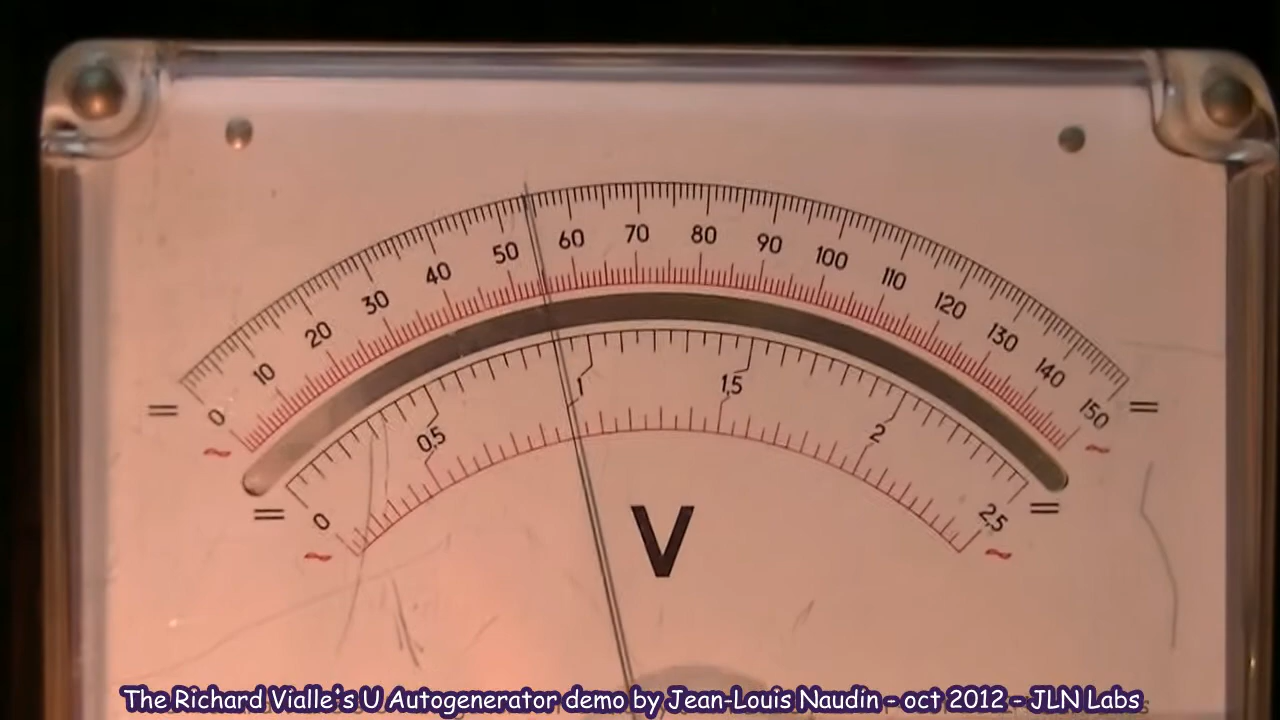 0 10 20 30 40 50 60 70 80 90 100 110 120 130 140 150
= =
~ ~
0 0,5 1 1,5 2 2,5
= =
~ ~
V
The Richard Vialle's U Autogenerator demo by Jean-Louis Naudin - oct 2012 - JLN Labs